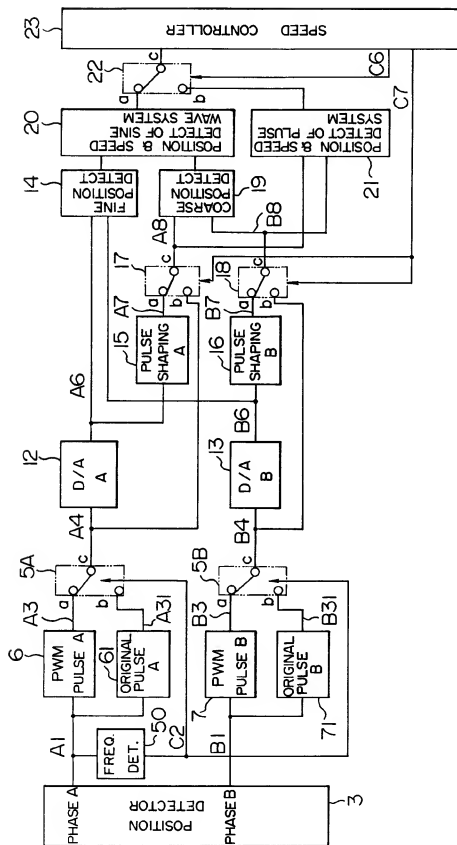 PHASE A
PHASE B
POSITION
DETECTOR
3
A1
B1
FREQ.
DET.
50
C2
6
PWM
PULSE A
61
ORIGINAL
PULSE
A
7
PWM
PULSE B
71
ORIGINAL
PULSE
B
A3
A31
B3
B31
5A
a
b
c
5B
a
b
c
A4
B4
12
D/A
A
13
D/A
B
A6
B6
15
PULSE
SHAPING
A
16
PULSE
SHAPING
B
A7
B7
17
a
b
c
18
a
b
c
A8
B8
14
FINE
POSITION
DETECT
19
COARSE
POSITION
DETECT
20
POSITION & SPEED
DETECT OF SINE
WAVE SYSTEM
21
POSITION & SPEED
DETECT OF PLUSE
SYSTEM
22
a
b
c
C6
C7
23
SPEED CONTROLLER